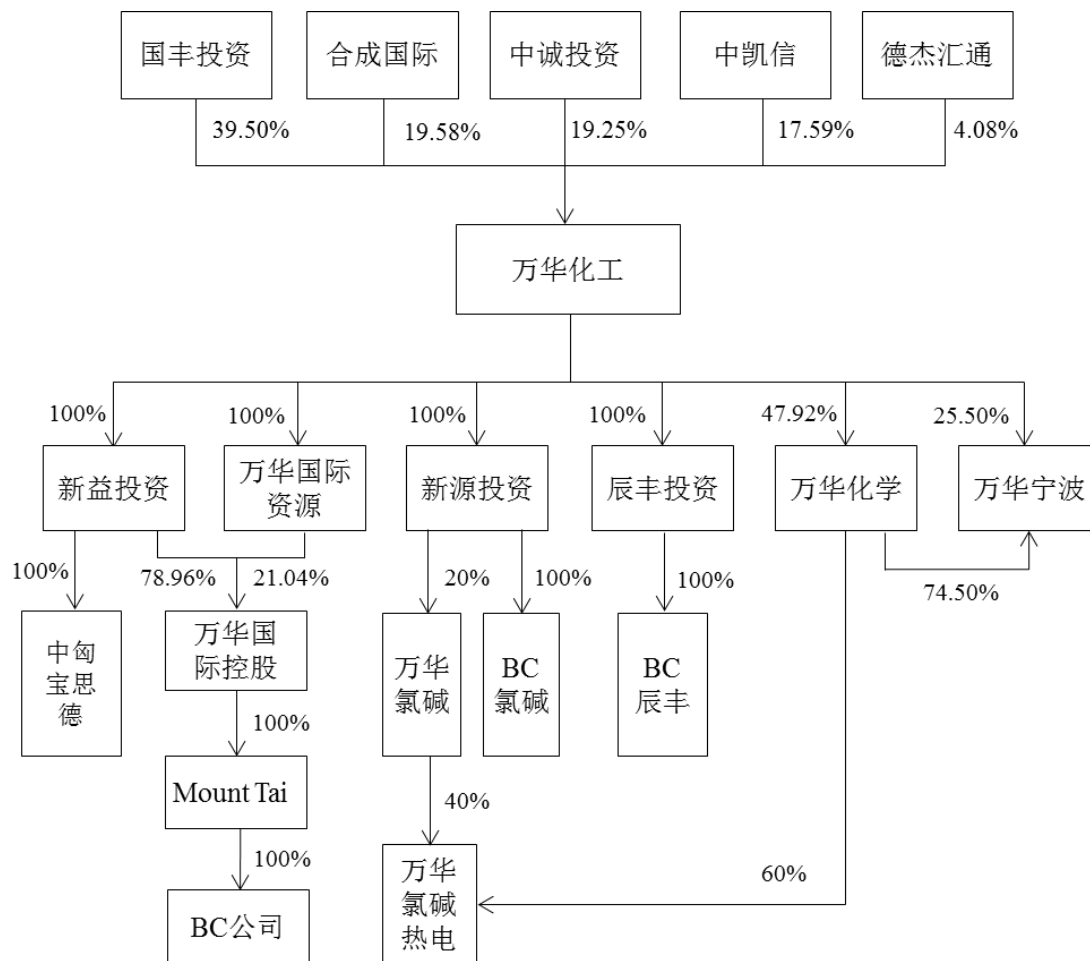 国丰投资
合成国际
中诚投资
中凯信
德杰汇通
39.50%
19.58%
19.25%
17.59%
4.08%
万华化工
100%
100%
100%
100%
47.92%
25.50%
新益投资
万华国际
资源
新源投资
辰丰投资
万华化学
万华宁波
100%
78.96%
21.04%
20%
100%
100%
74.50%
中匈
宝思
德
万华国
际控股
万华
氯碱
BC
氯碱
BC
辰丰
100%
Mount Tai
40%
100%
60%
BC公司
万华
氯碱
热电